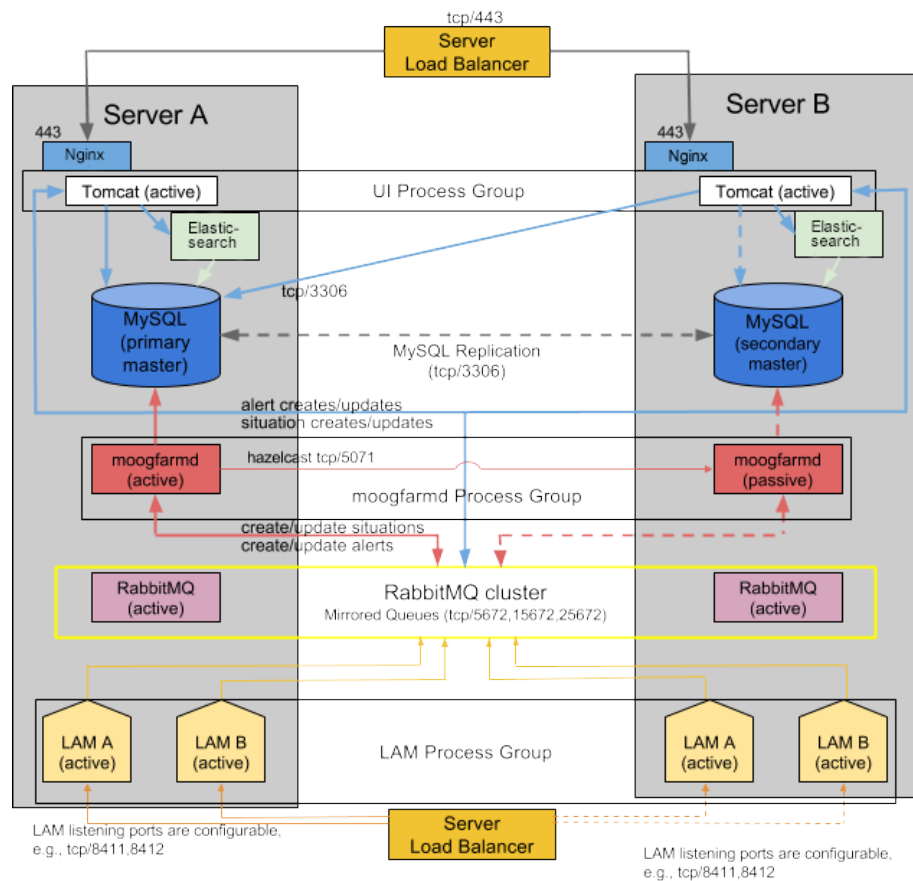 tcp/443
Server
Load Balancer
Server A
Server B
443
443
Nginx
Nginx
Tomcat (active)
UI Process Group
Tomcat (active)
Elastic-
search
Elastic-
search
tcp/3306
MySQL
(primary
master)
MySQL
(secondary
master)
MySQL Replication
(tcp/3306)
alert creates/updates
situation creates/updates
moogfarmd
(active)
hazelcast tcp/5071
moogfarmd
(passive)
moogfarmd Process Group
create/update situations
create/update alerts
RabbitMQ
(active)
RabbitMQ cluster
Mirrored Queues (tcp/5672,15672,25672)
RabbitMQ
(active)
LAM A
(active)
LAM B
(active)
LAM Process Group
LAM A
(active)
LAM B
(active)
Server
Load Balancer
LAM listening ports are configurable,
e.g., tcp/8411,8412
LAM listening ports are configurable,
e.g., tcp/8411,8412